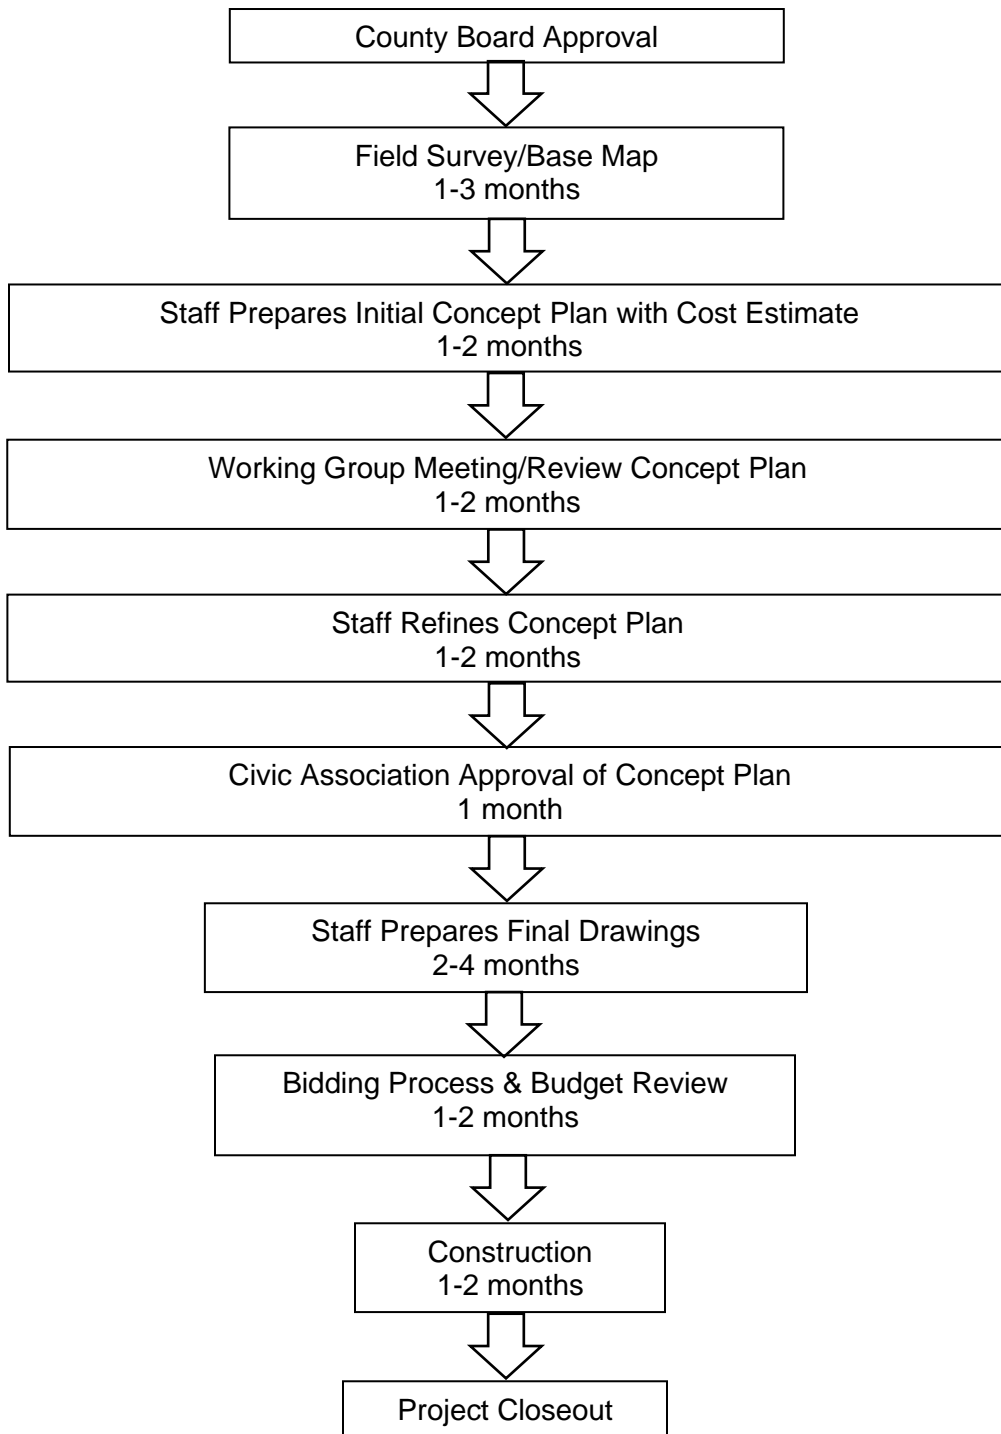 County Board Approval
Field Survey/Base Map
1-3 months
Staff Prepares Initial Concept Plan with Cost Estimate
1-2 months
Working Group Meeting/Review Concept Plan
1-2 months
Staff Refines Concept Plan
1-2 months
Civic Association Approval of Concept Plan
1 month
Staff Prepares Final Drawings
2-4 months
Bidding Process & Budget Review
1-2 months
Construction
1-2 months
Project Closeout